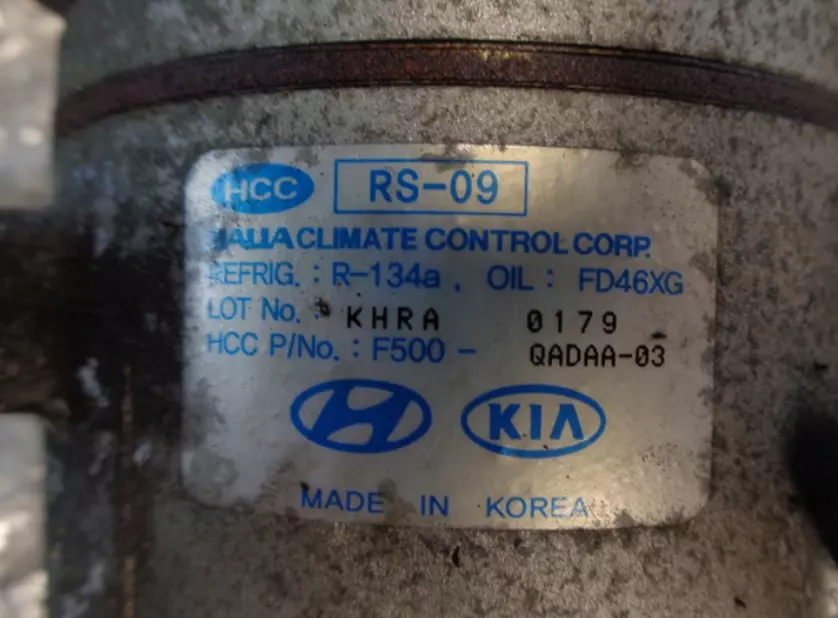 HCC RS-09
HALLA CLIMATE CONTROL CORP.
REFRIG. : R-134a , OIL : FD46XG
LOT No. : KHRA 0179
HCC P/No. : F500 - QADAA-03
KIA
MADE IN KOREA